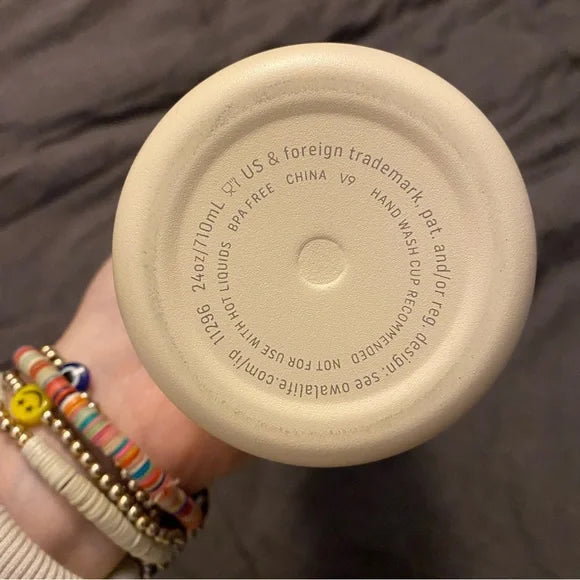 US & foreign trademark, pat. and/or reg. design: see owalalife.com/ip 11296 24oz/710mL
BPA FREE CHINA V9 HAND WASH CUP RECOMMENDED NOT FOR USE WITH HOT LIQUIDS